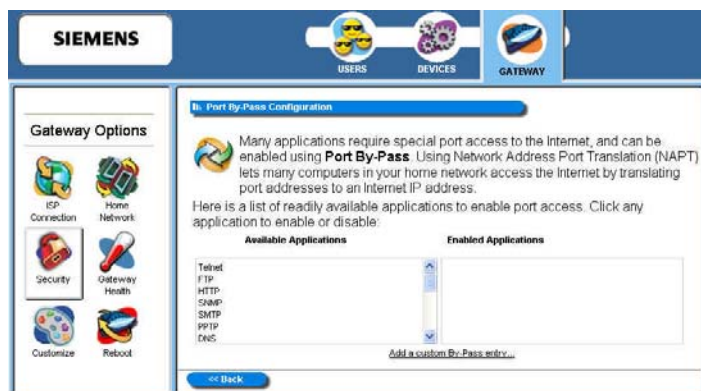 SIEMENS
USERS
DEVICES
GATEWAY
Gateway Options
ISP Connection
Home Network
Security
Gateway Health
Customize
Reboot
Port By-Pass Configuration
Many applications require special port access to the Internet, and can be
enabled using Port By-Pass. Using Network Address Port Translation (NAPT)
lets many computers in your home network access the Internet by translating
port addresses to an Internet IP address.
Here is a list of readily available applications to enable port access. Click any
application to enable or disable:
Available Applications
Enabled Applications
Telnet
FTP
HTTP
SNMP
SMTP
PPTP
DNS
Add a custom By-Pass entry...
<< Back